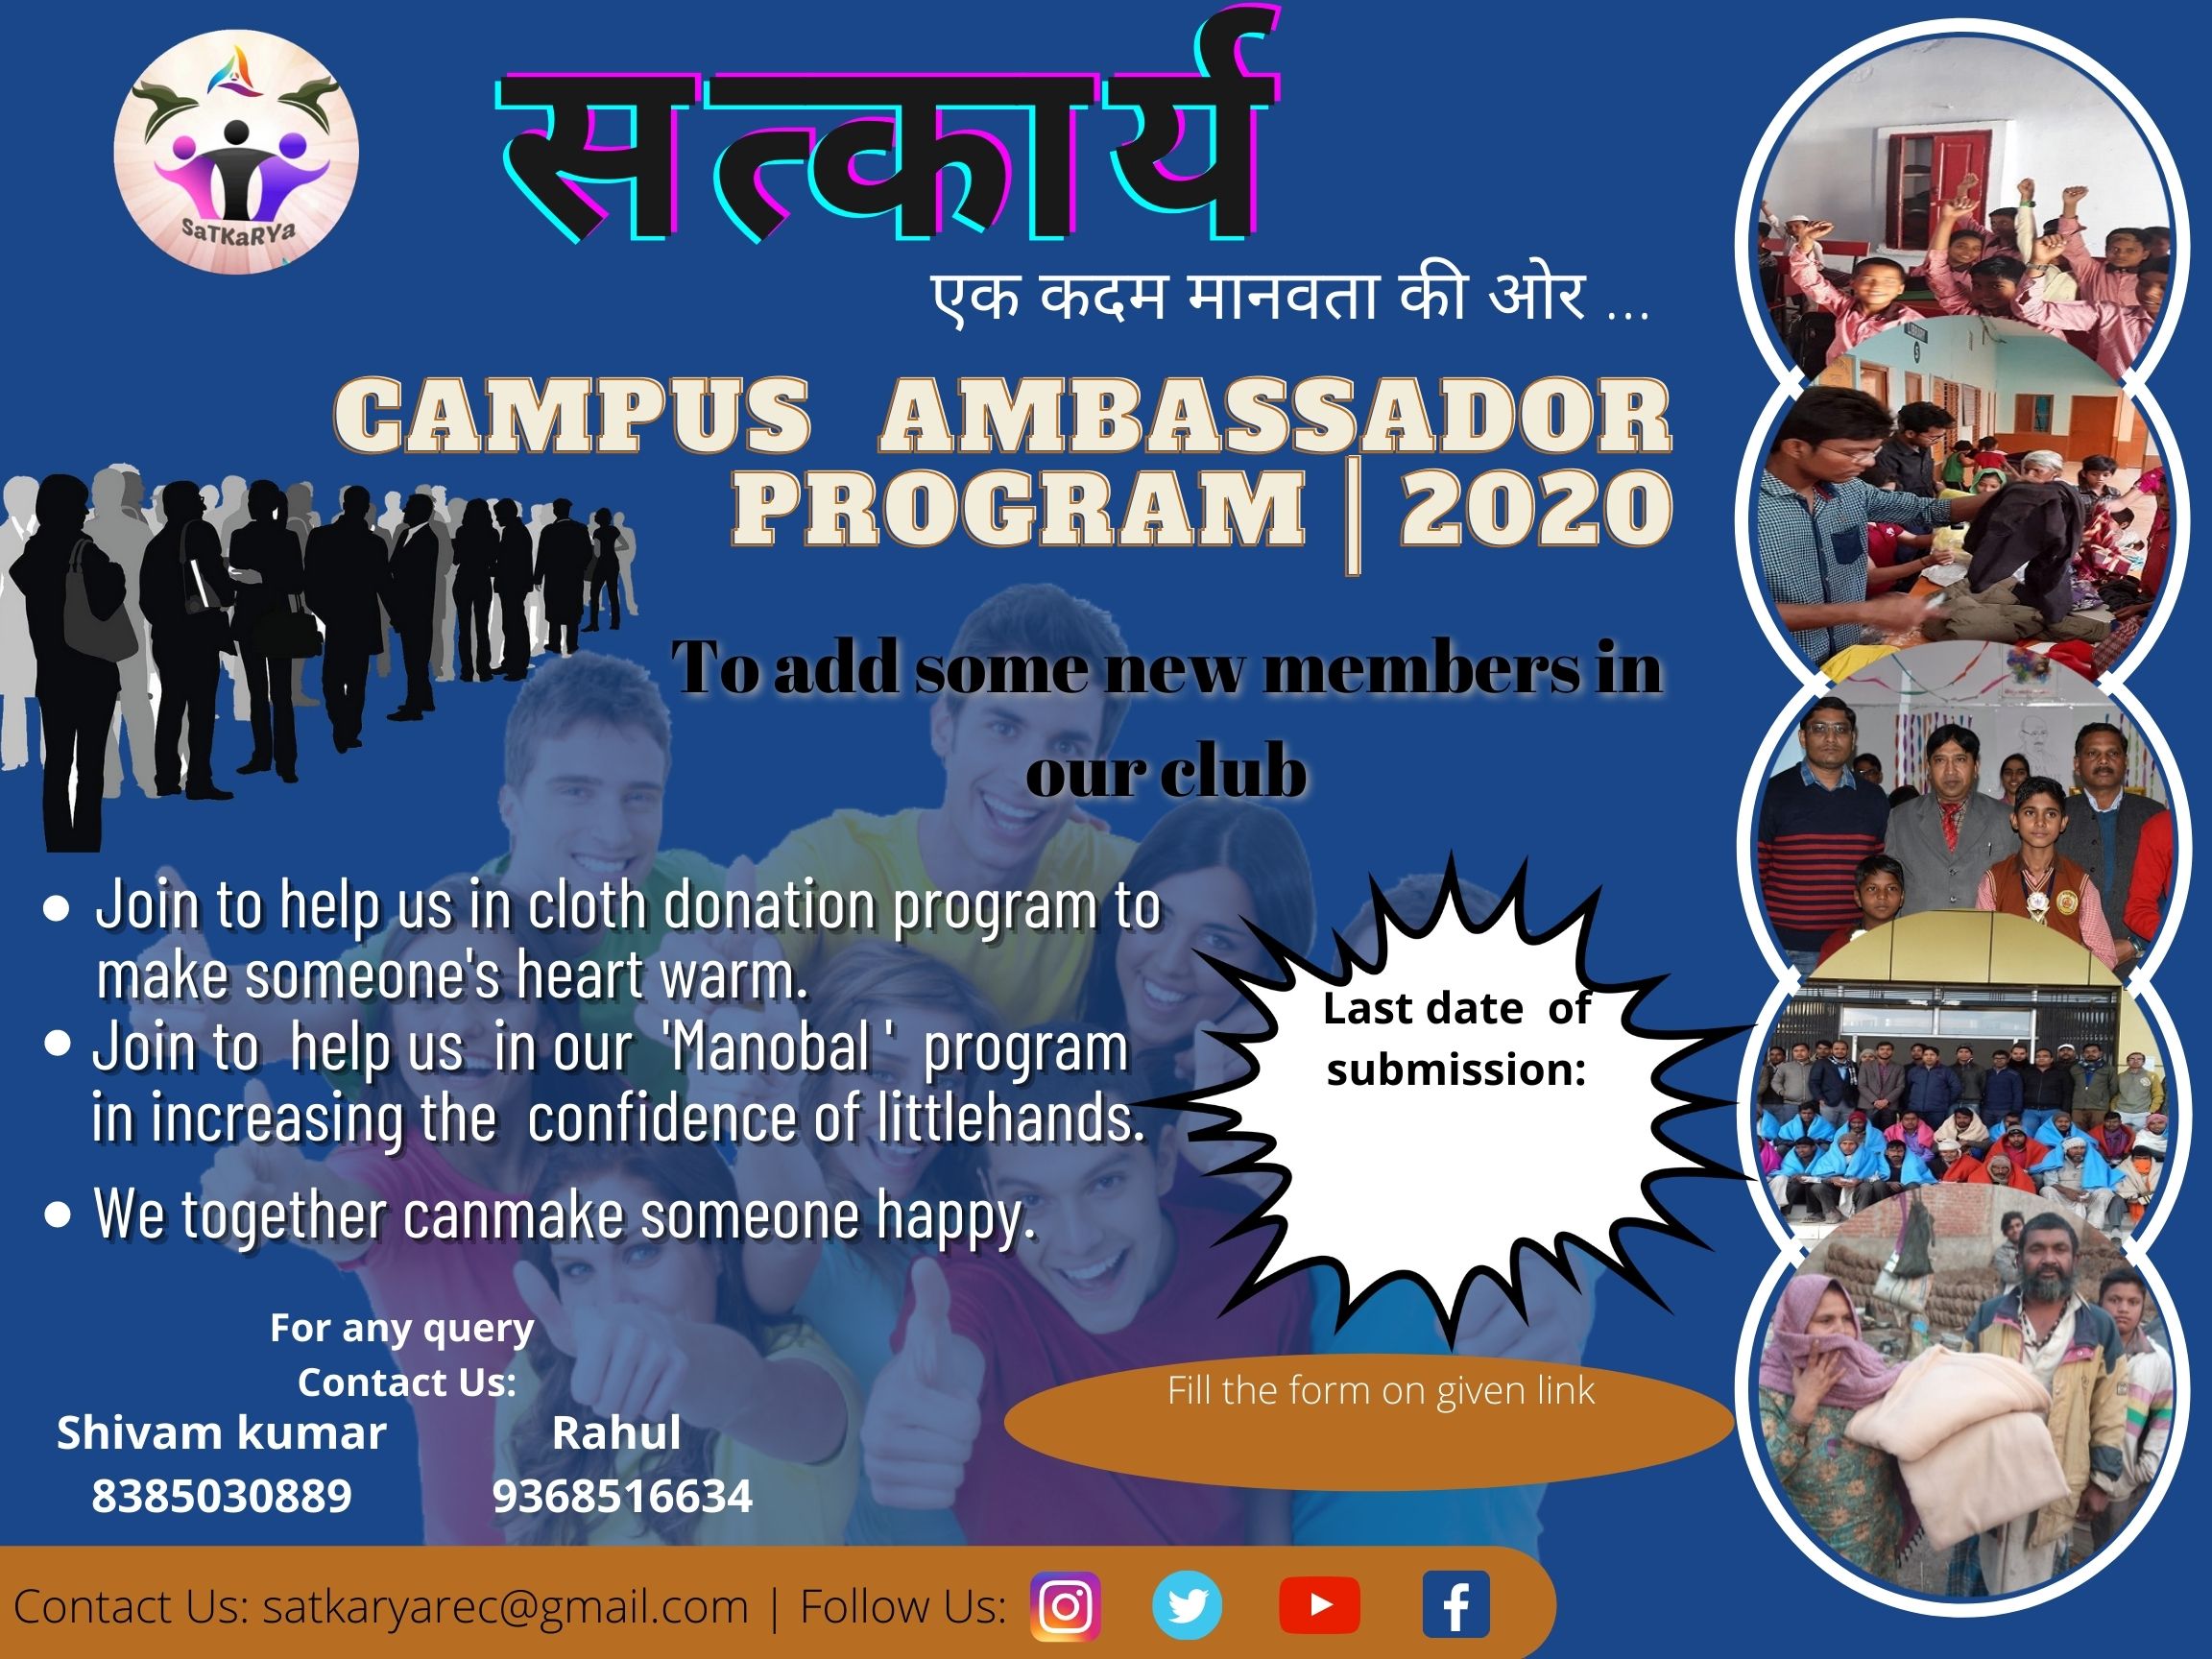 SaTKaRYa
सत्कार्य
एक कदम मानवता की ओर ...
CAMPUS AMBASSADOR
PROGRAM | 2020
To add some new members in
our club
Join to help us in cloth donation program to
make someone's heart warm.
Join to help us in our 'Manobal ' program
in increasing the confidence of littlehands.
We together canmake someone happy.
Last date of
submission:
For any query
Contact Us:
Shivam kumar
8385030889
Rahul
9368516634
Fill the form on given link
Contact Us: satkaryarec@gmail.com | Follow Us: